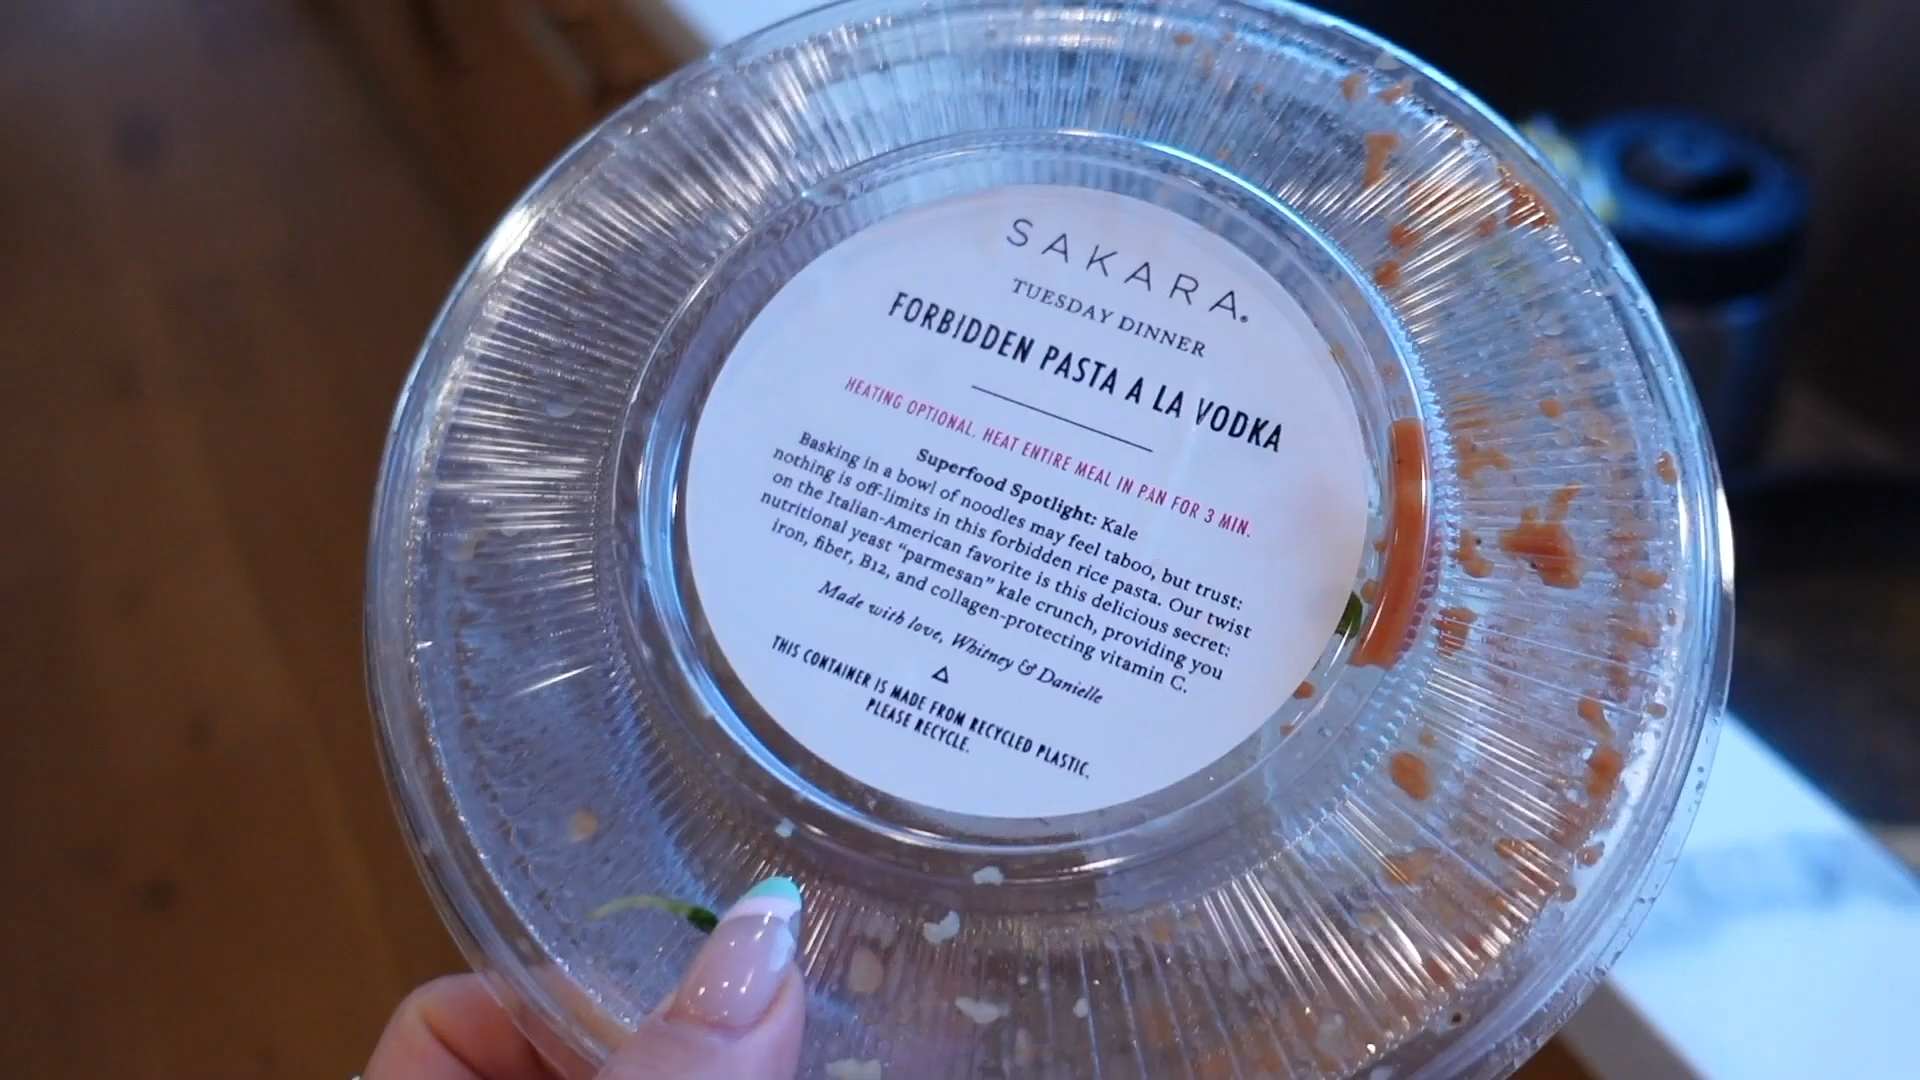 SAKARA.
TUESDAY DINNER
FORBIDDEN PASTA A LA VODKA
HEATING OPTIONAL. HEAT ENTIRE MEAL IN PAN FOR 3 MIN.
Superfood Spotlight: Kale
Basking in a bowl of noodles may feel taboo, but trust:
nothing is off-limits in this forbidden rice pasta. Our twist
on the Italian-American favorite is this delicious secret:
nutritional yeast “parmesan” kale crunch, providing you
iron, fiber, B12, and collagen-protecting vitamin C.
Made with love, Whitney & Danielle
THIS CONTAINER IS MADE FROM RECYCLED PLASTIC.
PLEASE RECYCLE.